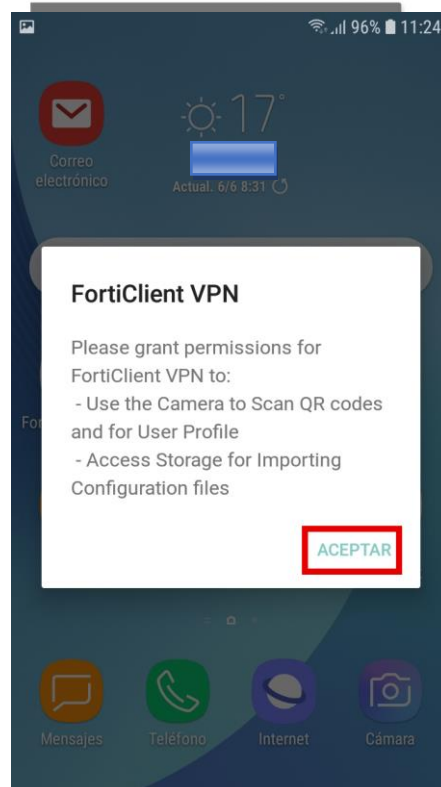 96% 11:24
17°
Correo
electrónico
Actual. 6/6 8:31
FortiClient VPN
Please grant permissions for
FortiClient VPN to:
- Use the Camera to Scan QR codes
and for User Profile
- Access Storage for Importing
Configuration files
ACEPTAR
Mensajes
Teléfono
Internet
Cámara